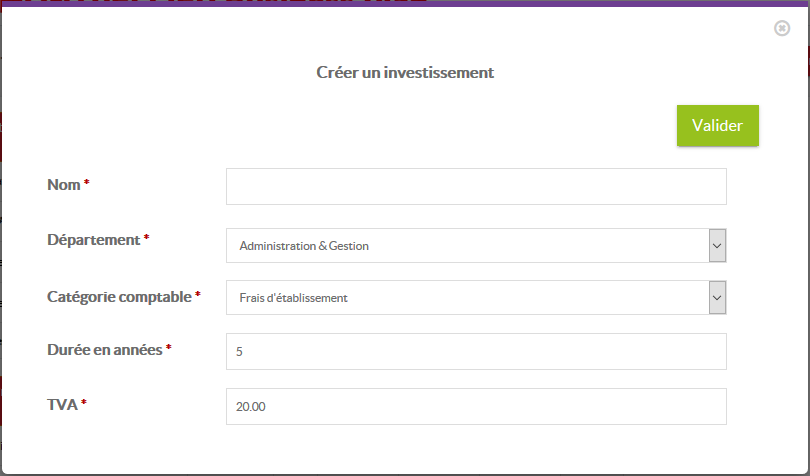 Créer un investissement
Valider
Nom *
Département * Administration & Gestion
Catégorie comptable * Frais d'établissement
Durée en années * 5
TVA * 20.00